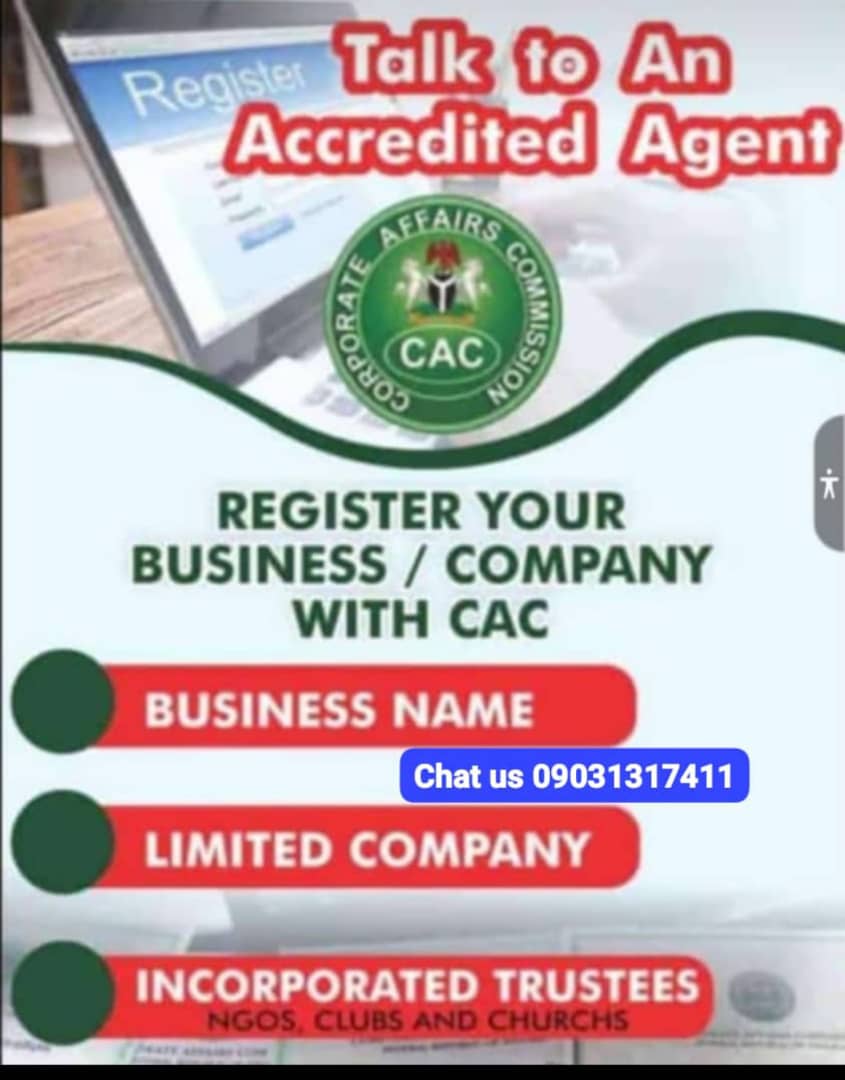 Register
Talk to An
Accredited Agent
CORPORATE AFFAIRS COMMISSION
CAC
REGISTER YOUR
BUSINESS / COMPANY
WITH CAC
BUSINESS NAME
Chat us 09031317411
LIMITED COMPANY
INCORPORATED TRUSTEES
NGOS, CLUBS AND CHURCHS